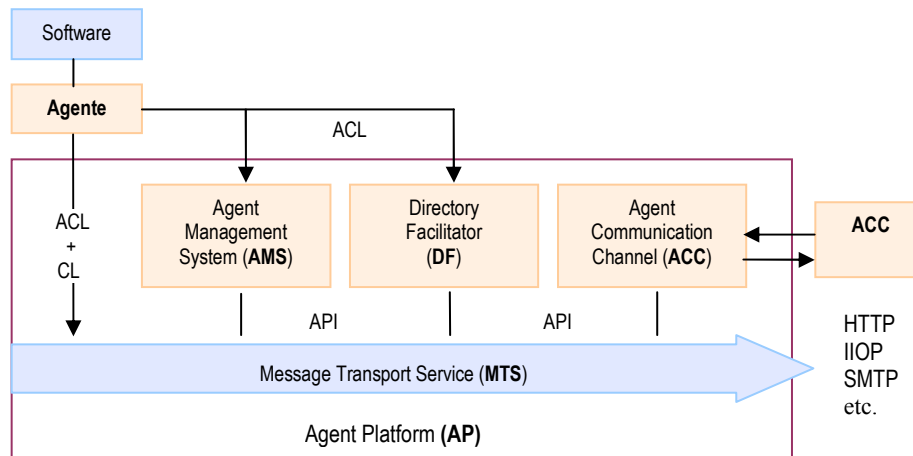 Software
Agente
ACL
ACL
+
CL
Agent
Management
System (AMS)
Directory
Facilitator
(DF)
Agent
Communication
Channel (ACC)
ACC
API
API
HTTP
IIOP
SMTP
etc.
Message Transport Service (MTS)
Agent Platform (AP)